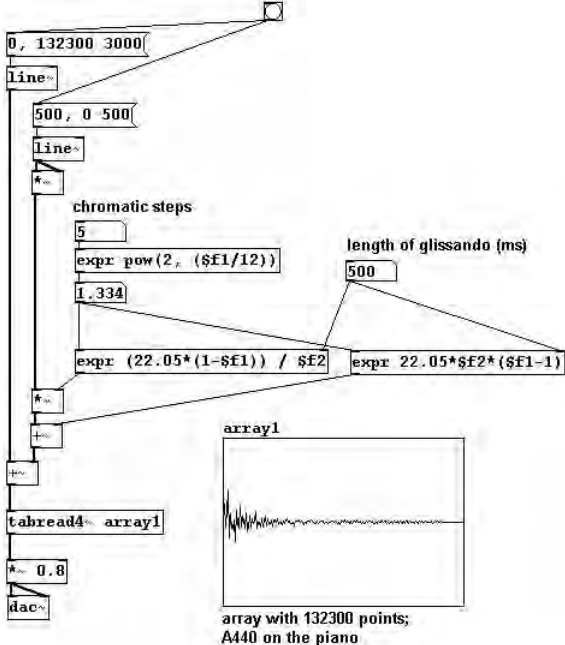 0, 132300 3000
line~
500, 0 500
line~
*~
chromatic steps
5
expr pow(2, ($f1/12))
1.334
length of glissando (ms)
500
expr (22.05*(1-$f1)) / $f2
expr 22.05*$f2*($f1-1)
*~
+~
+~
tabread4~ array1
*~ 0.8
dac~
array1
array with 132300 points;
A440 on the piano